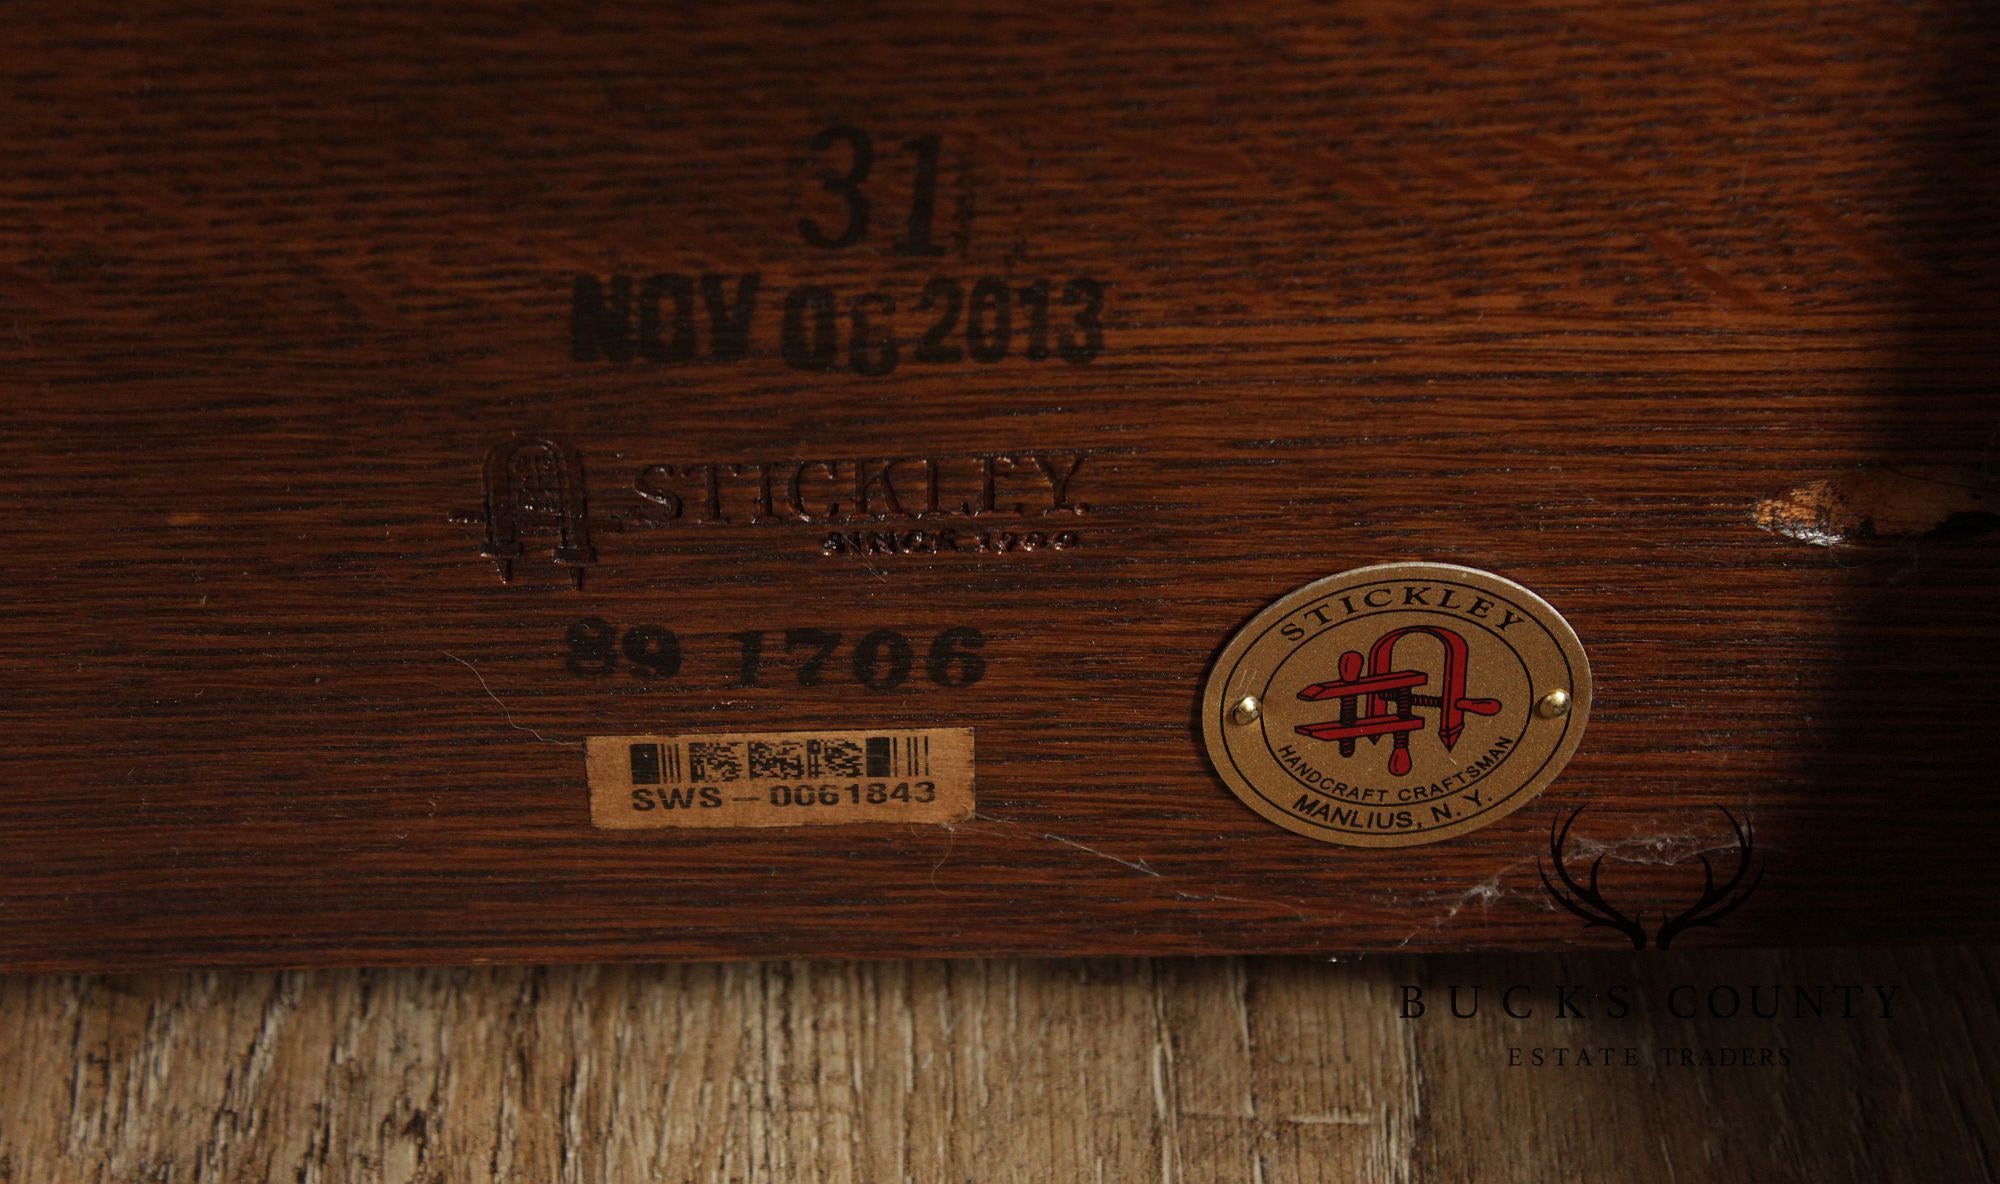 31
NOV 06 2013
STICKLEY.
SINCE 1900
89 1706
SWS-0061843
STICKLEY
HANDCRAFT CRAFTSMAN
MANLIUS, N.Y.
BUCKS COUNTY
ESTATE TRADERS